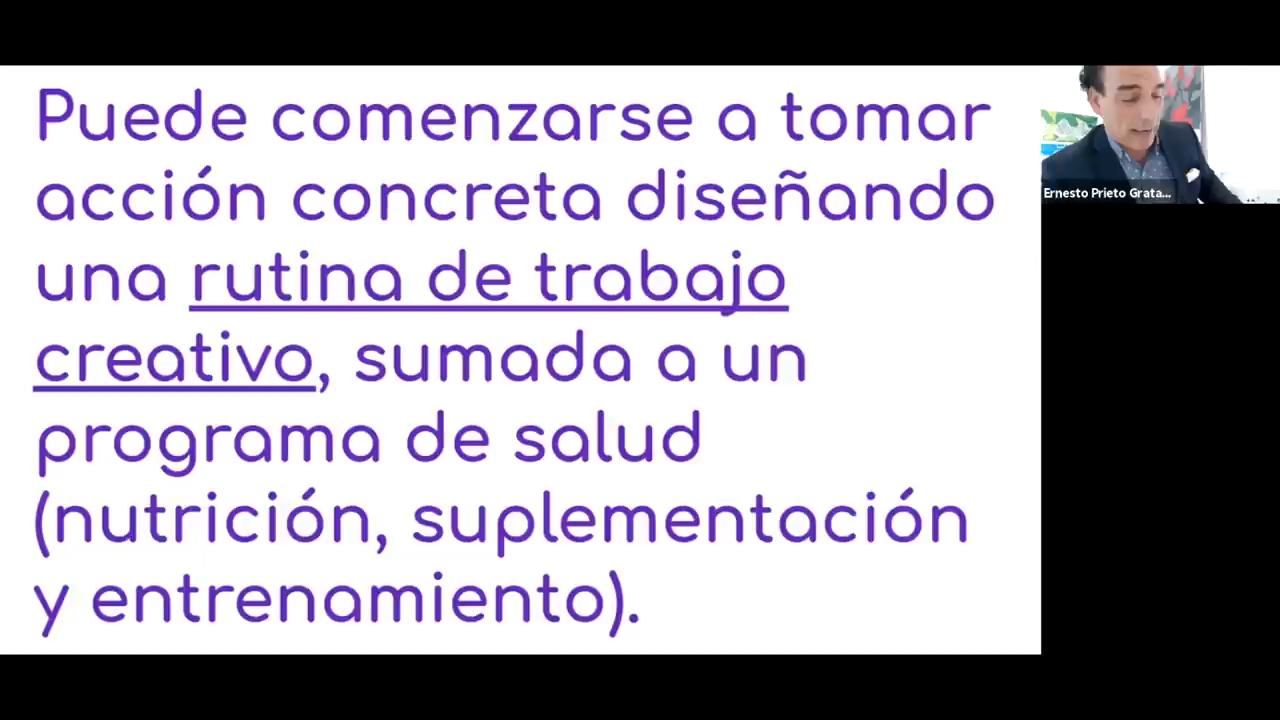 Puede comenzarse a tomar
acción concreta diseñando
una rutina de trabajo
creativo, sumada a un
programa de salud
(nutrición, suplementación
y entrenamiento).
Ernesto Prieto Grata...